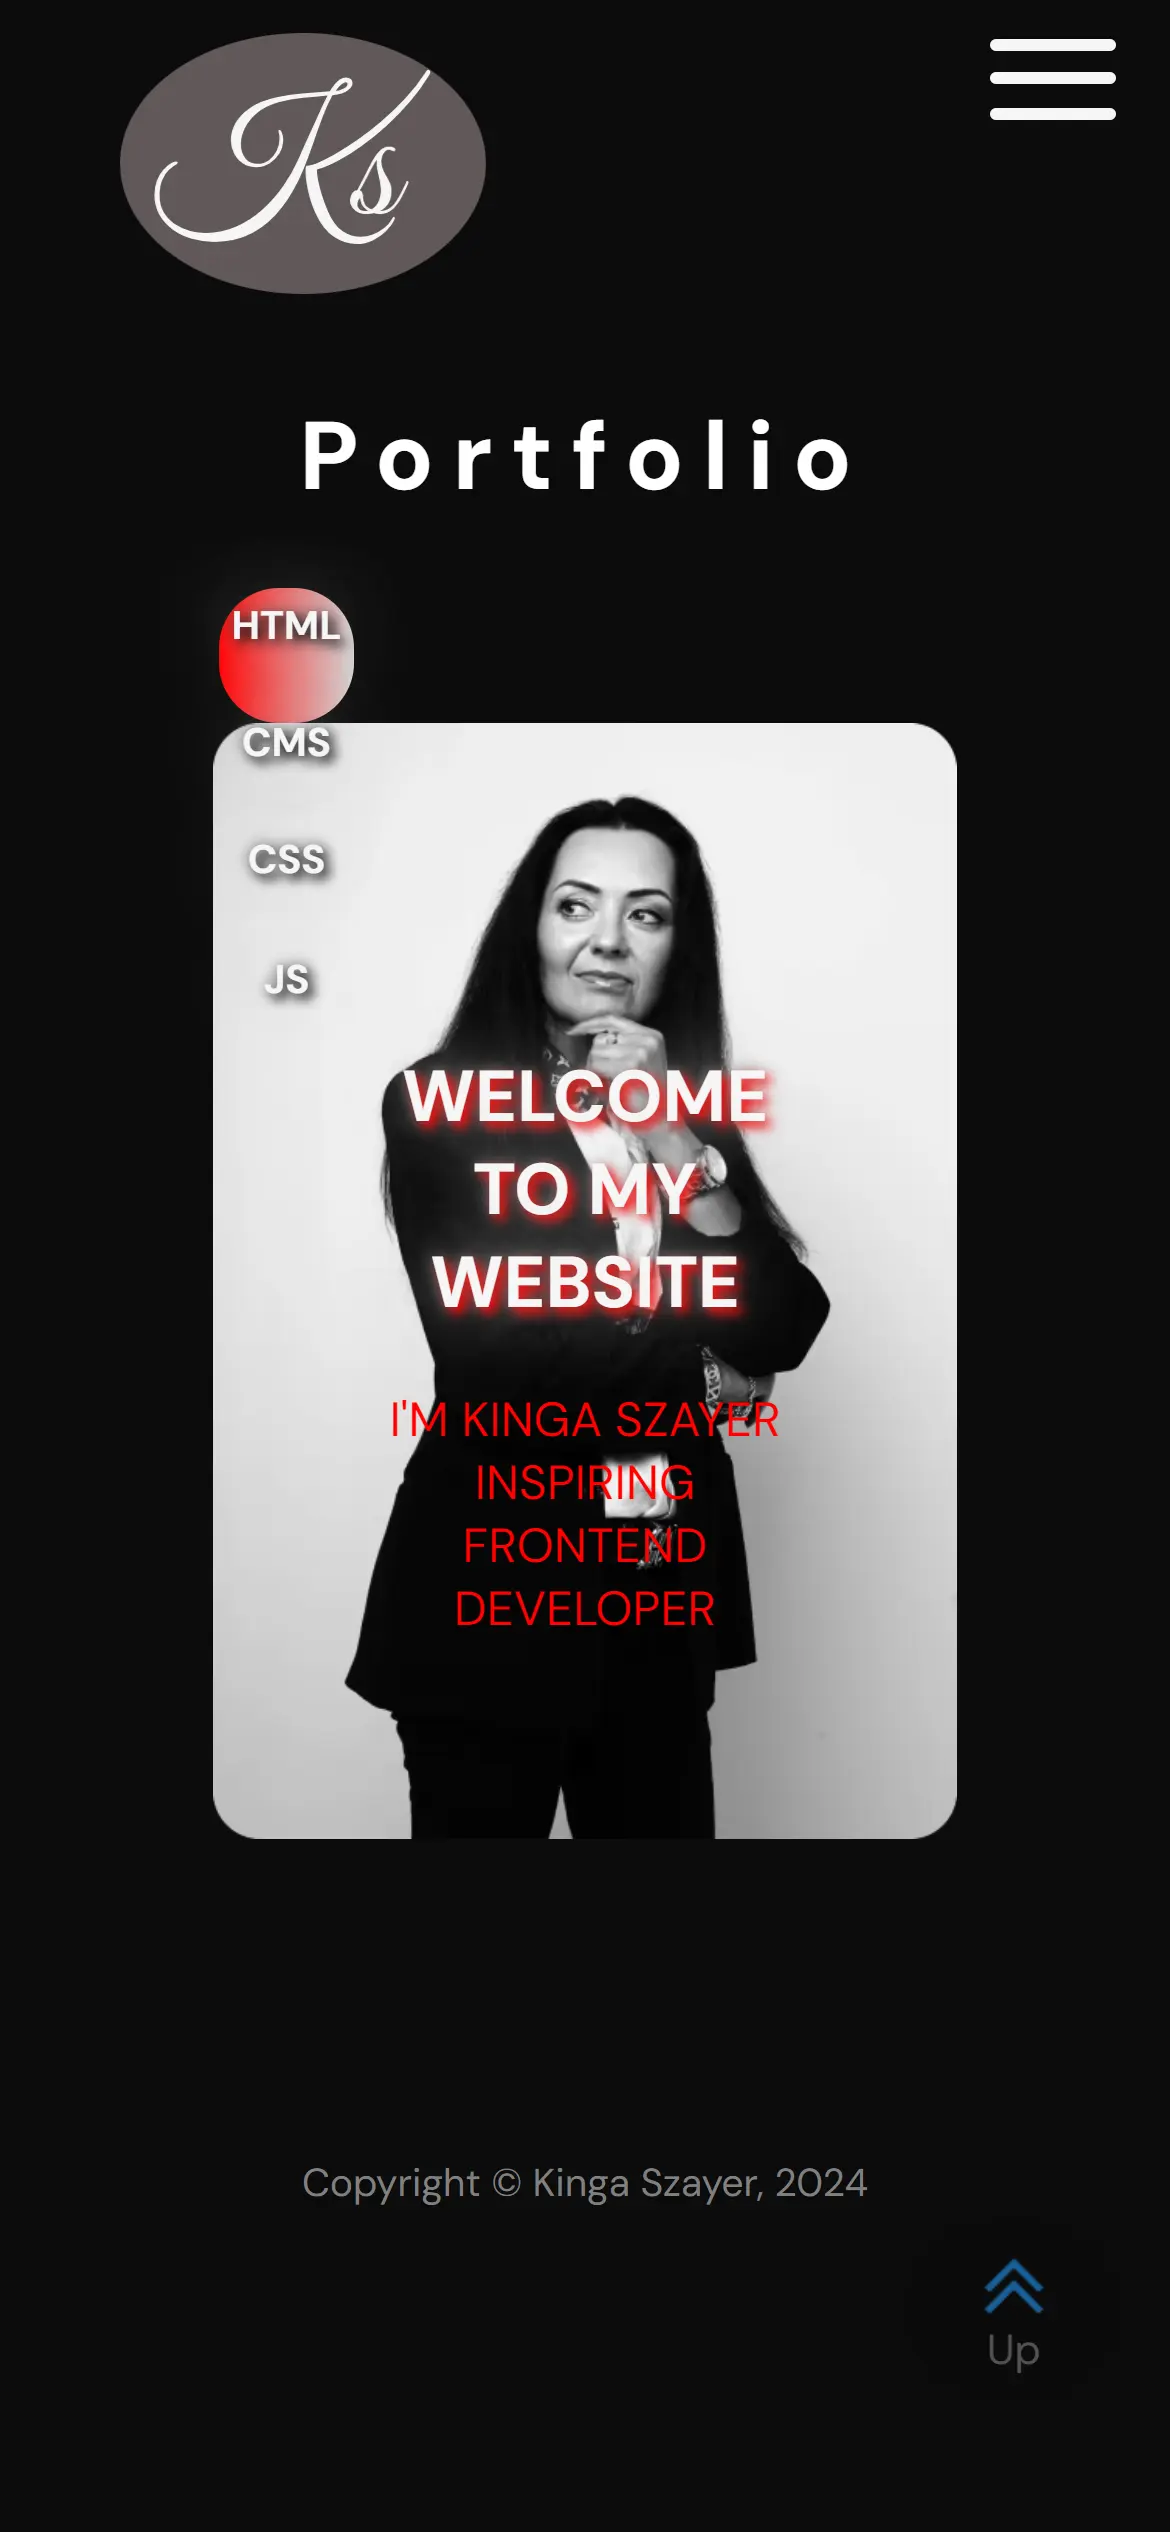 Ks
Portfolio
HTML
CMS
CSS
JS
WELCOME
TO MY
WEBSITE
I'M KINGA SZAYER
INSPIRING
FRONTEND
DEVELOPER
Copyright © Kinga Szayer, 2024
Up